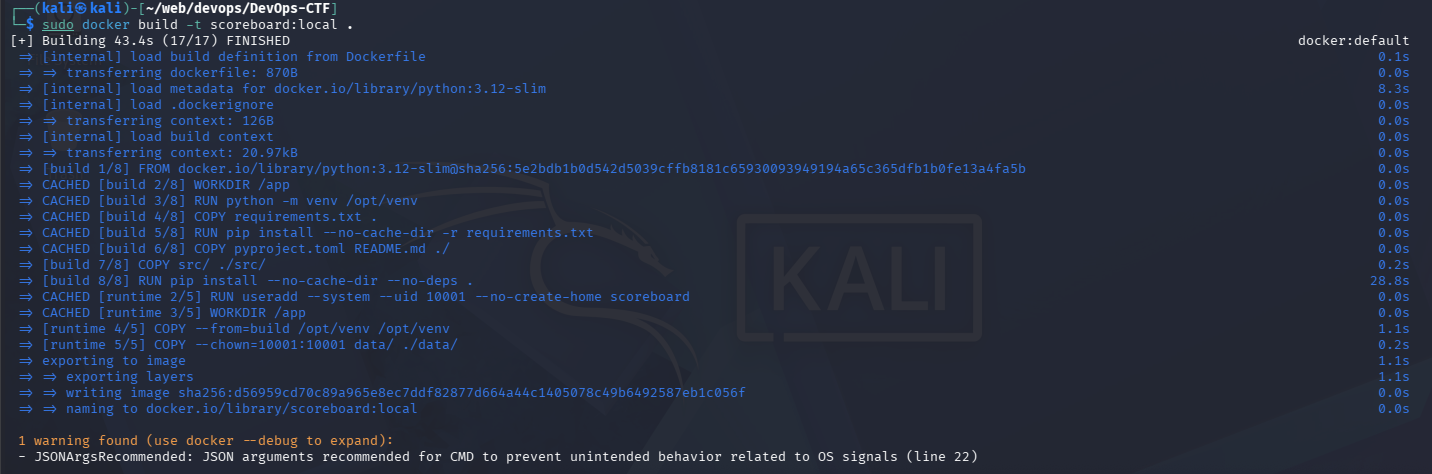 ┌──(kali㉿kali)-[~/web/devops/DevOps-CTF]
└─$ sudo docker build -t scoreboard:local .
[+] Building 43.4s (17/17) FINISHED docker:default
=> [internal] load build definition from Dockerfile 0.1s
=> => transferring dockerfile: 870B 0.0s
=> [internal] load metadata for docker.io/library/python:3.12-slim 8.3s
=> [internal] load .dockerignore 0.0s
=> => transferring context: 126B 0.0s
=> [internal] load build context 0.0s
=> => transferring context: 20.97kB 0.0s
=> [build 1/8] FROM docker.io/library/python:3.12-slim@sha256:5e2bdb1b0d542d5039cffb8181c65930093949194a65c365dfb1b0fe13a4fa5b 0.0s
=> CACHED [build 2/8] WORKDIR /app 0.0s
=> CACHED [build 3/8] RUN python -m venv /opt/venv 0.0s
=> CACHED [build 4/8] COPY requirements.txt . 0.0s
=> CACHED [build 5/8] RUN pip install --no-cache-dir -r requirements.txt 0.0s
=> CACHED [build 6/8] COPY pyproject.toml README.md ./ 0.0s
=> [build 7/8] COPY src/ ./src/ 0.2s
=> [build 8/8] RUN pip install --no-cache-dir --no-deps . 28.8s
=> CACHED [runtime 2/5] RUN useradd --system --uid 10001 --no-create-home scoreboard 0.0s
=> CACHED [runtime 3/5] WORKDIR /app 0.0s
=> [runtime 4/5] COPY --from=build /opt/venv /opt/venv 1.1s
=> [runtime 5/5] COPY --chown=10001:10001 data/ ./data/ 0.2s
=> exporting to image 1.1s
=> => exporting layers 1.1s
=> => writing image sha256:d56959cd70c89a965e8ec7ddf82877d664a44c1405078c49b6492587eb1c056f 0.0s
=> => naming to docker.io/library/scoreboard:local 0.0s
1 warning found (use docker --debug to expand):
- JSONArgsRecommended: JSON arguments recommended for CMD to prevent unintended behavior related to OS signals (line 22)
KALI